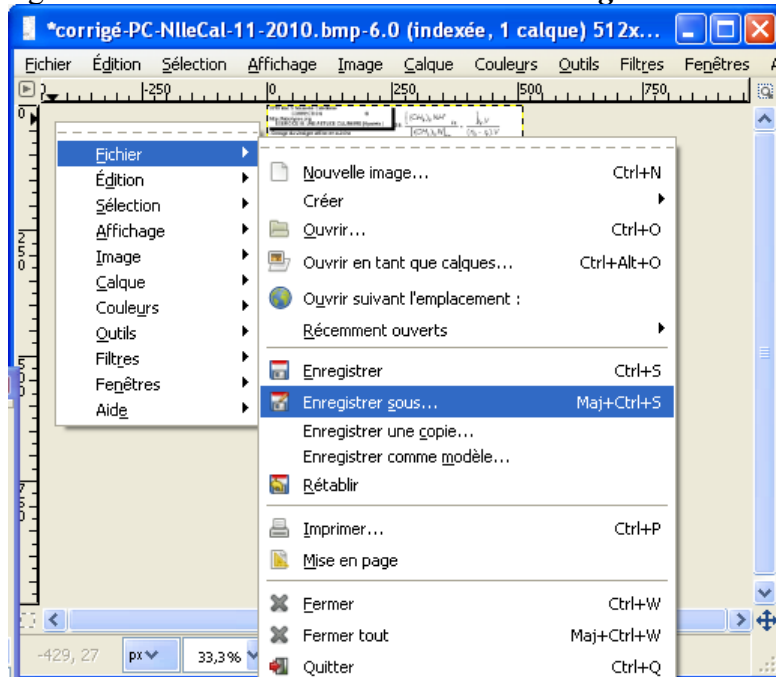 *corrigé-PC-NlleCal-11-2010.bmp-6.0 (indexée, 1 calque) 512x...
Fichier Édition Sélection Affichage Image Calque Couleurs Outils Filtres Fenêtres
-250 0 250 500 750
0
250
500
750
Fichier
Édition
Sélection
Affichage
Image
Calque
Couleurs
Outils
Filtres
Fenêtres
Aide
Nouvelle image... Ctrl+N
Créer
Ouvrir... Ctrl+O
Ouvrir en tant que calques... Ctrl+Alt+O
Ouvrir suivant l'emplacement :
Récemment ouverts
Enregistrer Ctrl+S
Enregistrer sous... Maj+Ctrl+S
Enregistrer une copie...
Enregistrer comme modèle...
Rétablir
Imprimer... Ctrl+P
Mise en page
Fermer Ctrl+W
Fermer tout Maj+Ctrl+W
Quitter Ctrl+Q
-429, 27 px 33,3%